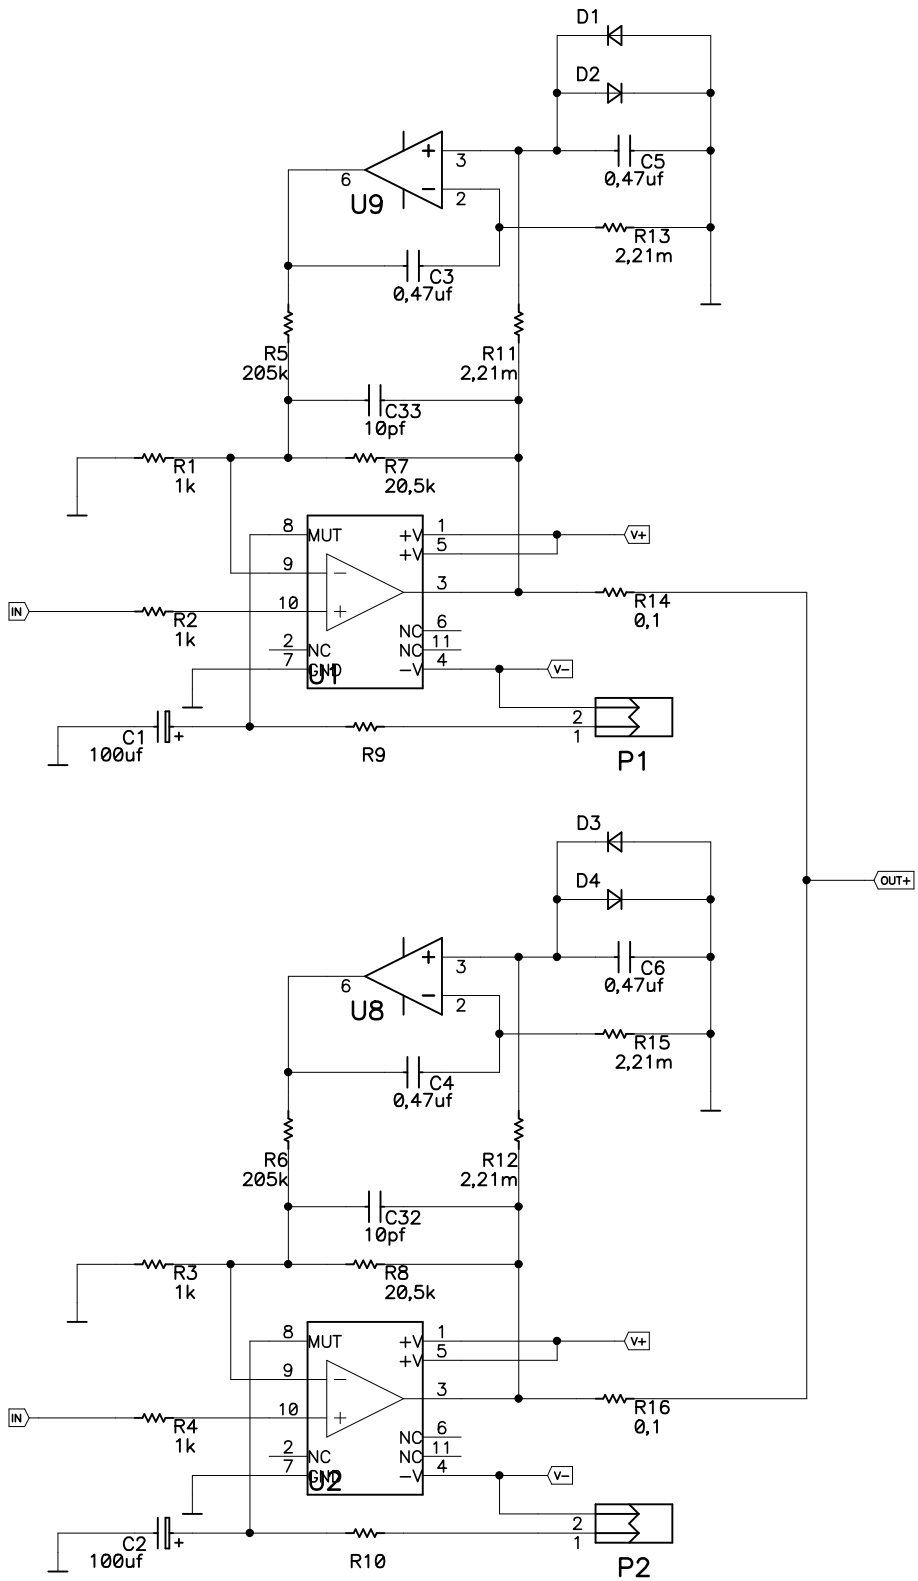 D1
D2
+ 3
C5
0,47uf
6
− 2
U9
R13
2,21m
C3
0,47uf
R5
205k
R11
2,21m
C33
10pf
R1
1k
R7
20,5k
8 MUT +V 1 V+
+V 5
9 −
3
IN 10 +
R2
1k
R14
0,1
NC 6
2 NC NC 11
7 GND −V 4 V−
U1
2
1
C1
100uf
R9
P1
D3
D4
OUT+
+ 3
C6
0,47uf
6
− 2
U8
R15
2,21m
C4
0,47uf
R6
205k
R12
2,21m
C32
10pf
R3
1k
R8
20,5k
8 MUT +V 1 V+
+V 5
9 −
3
IN 10 +
R4
1k
R16
0,1
NC 6
2 NC NC 11
7 GND −V 4 V−
U2
2
1
C2
100uf
+
R10
P2